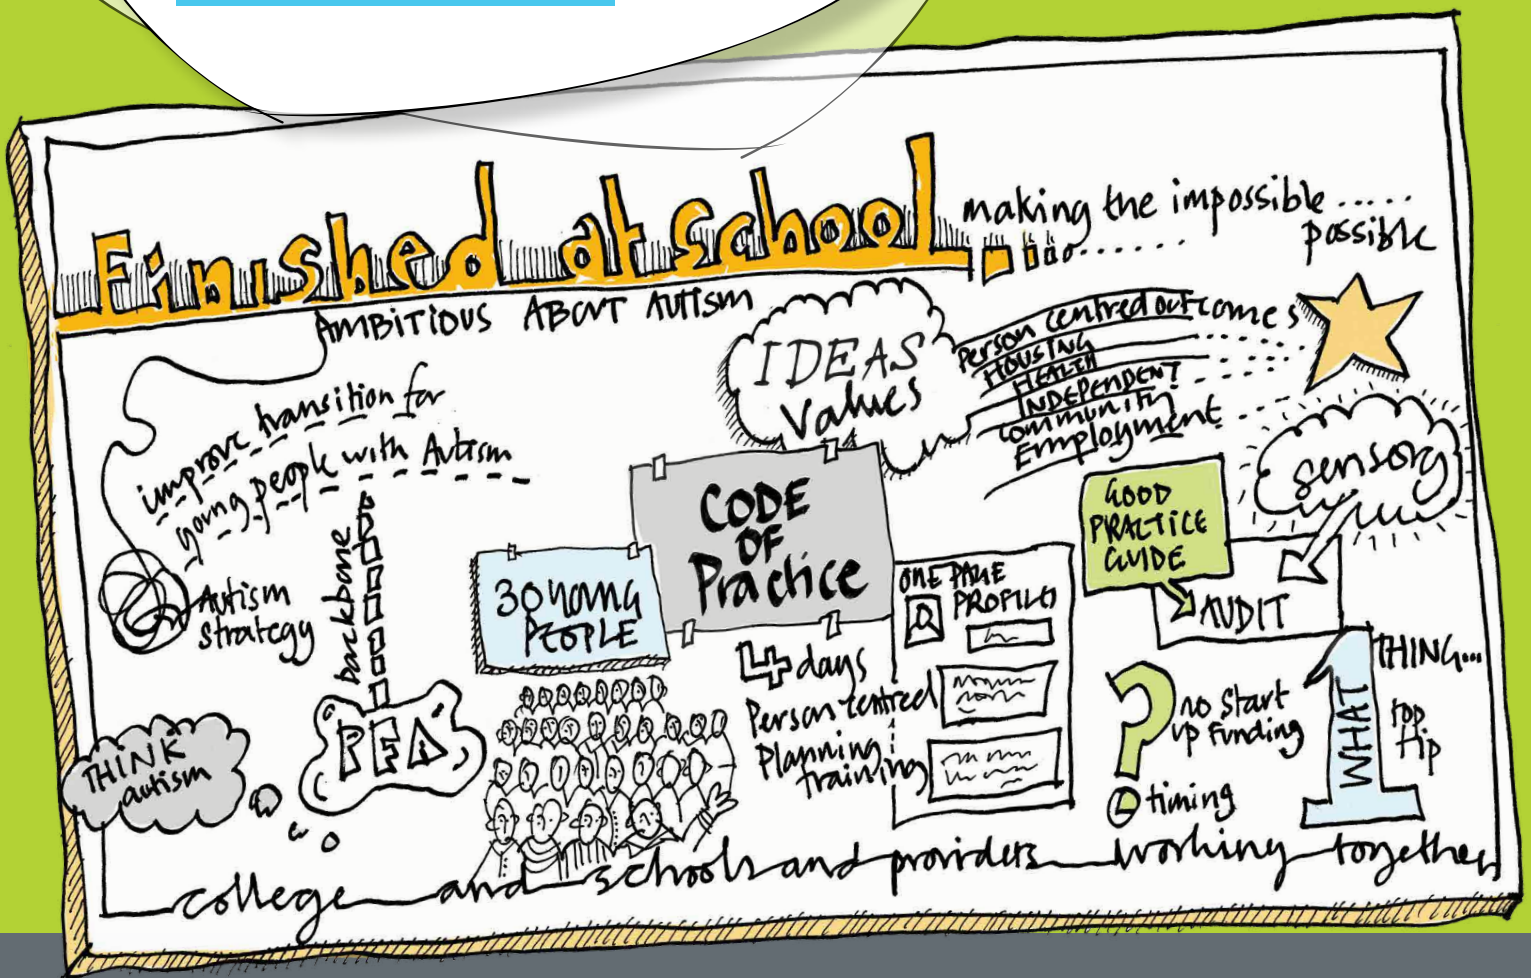 Finished at school
making the impossible .....
possible
AMBITIOUS ABOUT AUTISM
improve transition for
young people with Autism
Autism
strategy
backbone
PFA
THINK
autism
IDEAS
Values
Person centred outcomes
HOUSING
HEALTH
INDEPENDENT
community
Employment
sensory
CODE
OF
Practice
30 YOUNG
PEOPLE
4 days
Person centred
Planning
training
ONE PAGE
PROFILES
GOOD
PRACTICE
GUIDE
AUDIT
? no Start
up Funding
timing
WHAT
1 THING...
top
tip
college and schools and providers working together